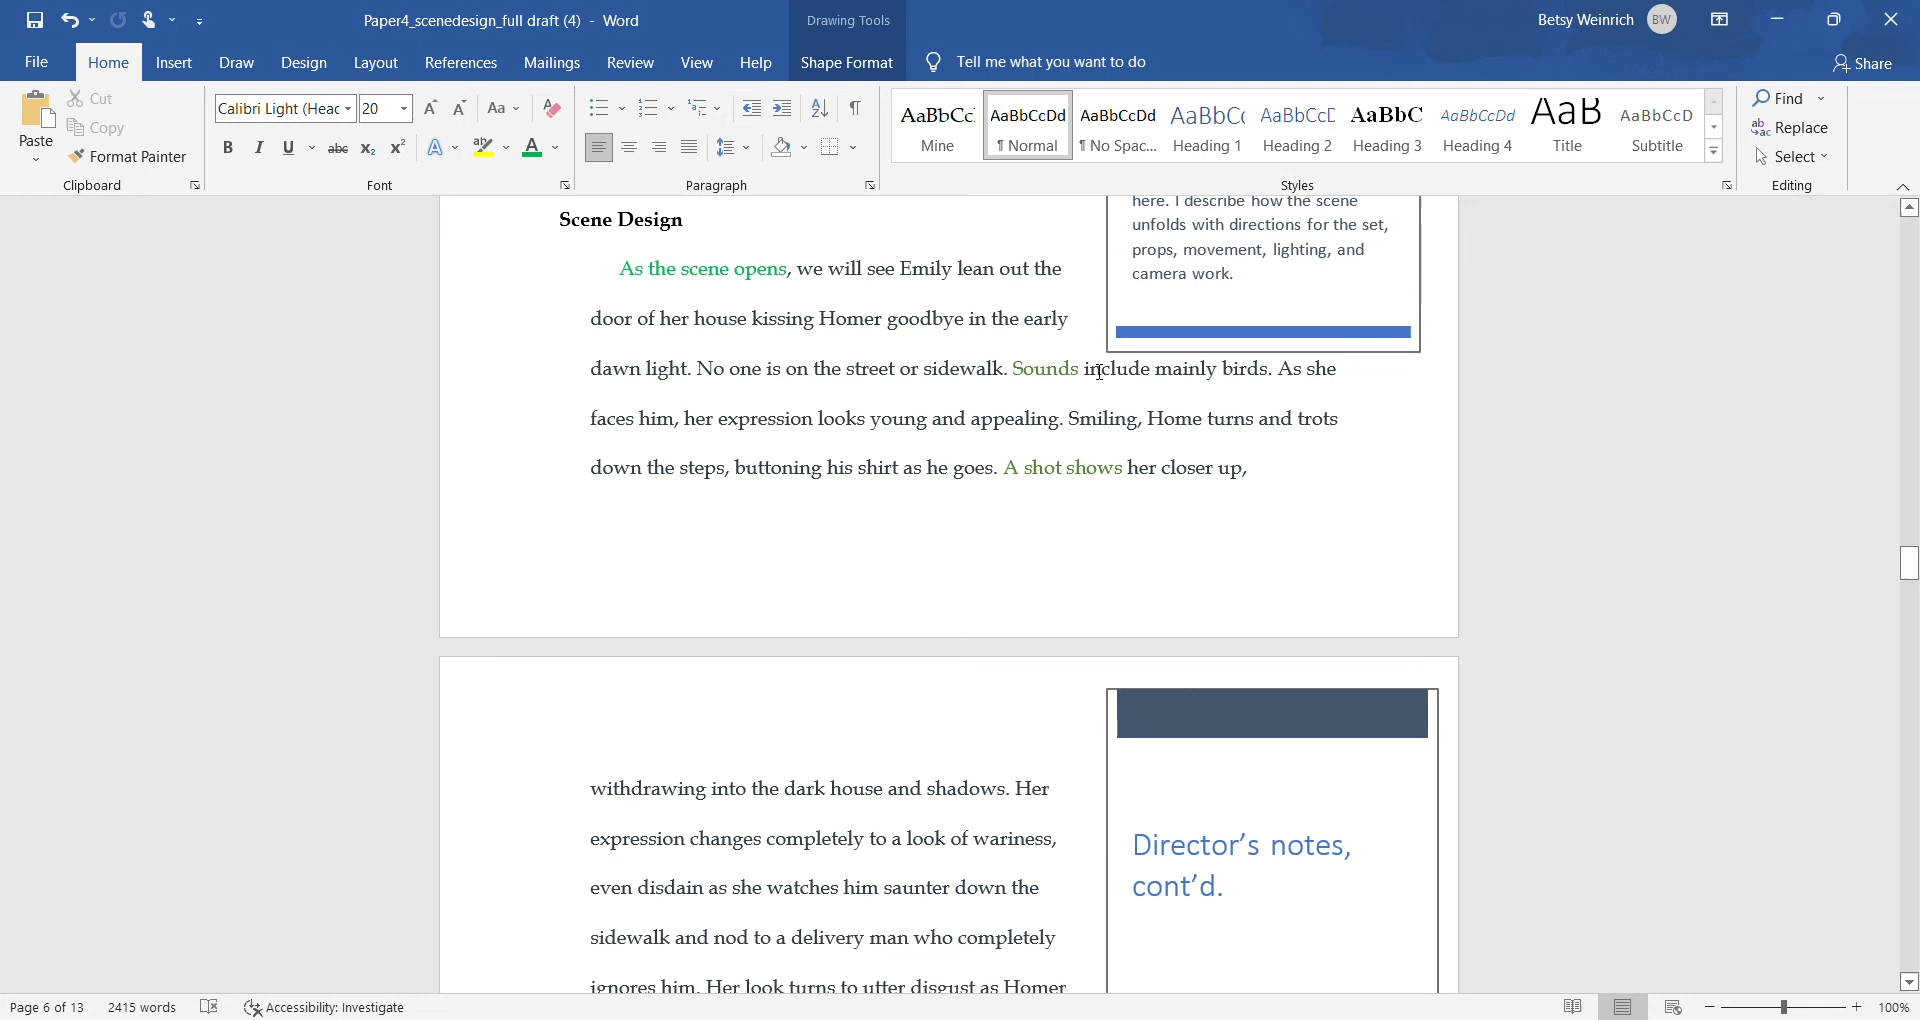 Paper4_scenedesign_full draft (4) - Word
Drawing Tools
Betsy Weinrich
BW
File
Home
Insert
Draw
Design
Layout
References
Mailings
Review
View
Help
Shape Format
Tell me what you want to do
Share
Paste
Cut
Copy
Format Painter
Clipboard
Calibri Light (Heac
20
Aa
B I U abc x₂ x² A ab A
Font
Paragraph
AaBbCc
Mine
AaBbCcDd
¶ Normal
AaBbCcDd
¶ No Spac...
AaBbCc
Heading 1
AaBbCcC
Heading 2
AaBbC
Heading 3
AaBbCcDd
Heading 4
AaB
Title
AaBbCcD
Subtitle
Styles
Find
Replace
Select
Editing
Scene Design
As the scene opens, we will see Emily lean out the
door of her house kissing Homer goodbye in the early
dawn light. No one is on the street or sidewalk. Sounds include mainly birds. As she
faces him, her expression looks young and appealing. Smiling, Home turns and trots
down the steps, buttoning his shirt as he goes. A shot shows her closer up,
here. I describe how the scene
unfolds with directions for the set,
props, movement, lighting, and
camera work.
withdrawing into the dark house and shadows. Her
expression changes completely to a look of wariness,
even disdain as she watches him saunter down the
sidewalk and nod to a delivery man who completely
ignores him. Her look turns to utter disgust as Homer
Director's notes,
cont'd.
Page 6 of 13
2415 words
Accessibility: Investigate
100%